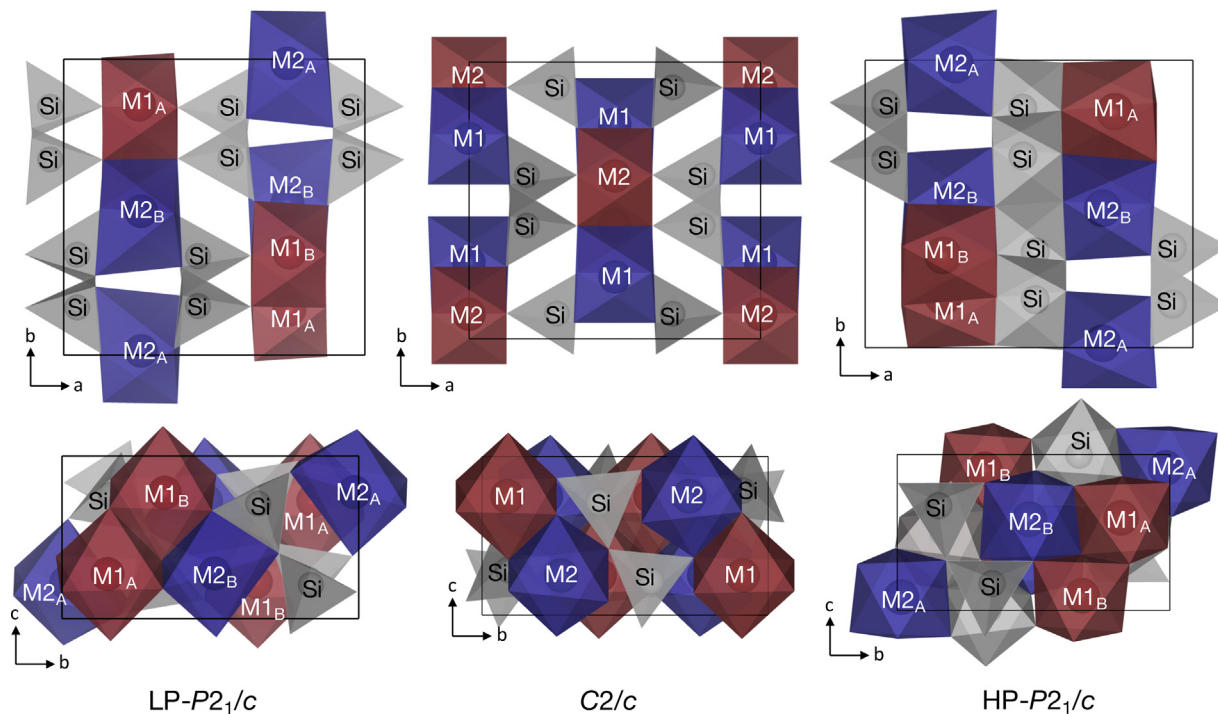 M2A
Si M1A Si Si
Si Si Si
M2B M2B
Si Si M1B
Si Si M1A
M2A
b
a
M2 M2
Si M1 Si
M1 M1
Si M2 Si
Si Si
M1 M1 M1
Si Si
M2 M2
b
a
M2A
Si Si M1A
Si Si
M2B M2B
M1B Si Si
M1A Si Si
M2A
b
a
Si M1B M2A
Si M1A
M2A M1A M2B Si
M1B
c
b
M1 Si M2 Si
Si M2 Si M1
c
b
Si
M1B M2A
Si M2B M1A
M2A Si M1B
c
b
LP-P21/c
C2/c
HP-P21/c